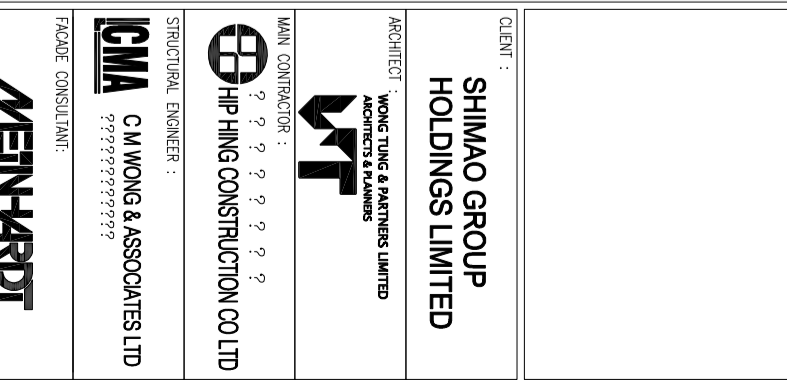 CLIENT :
SHIMAO GROUP
HOLDINGS LIMITED
ARCHITECT :
WONG TUNG & PARTNERS LIMITED
ARCHITECTS & PLANNERS
MAIN CONTRACTOR :
? ? ? ? ? ? ? ?
HIP HING CONSTRUCTION CO LTD
STRUCTURAL ENGINEER :
CMA
C M WONG & ASSOCIATES LTD
????????????
FACADE CONSULTANT:
MEINHARDT